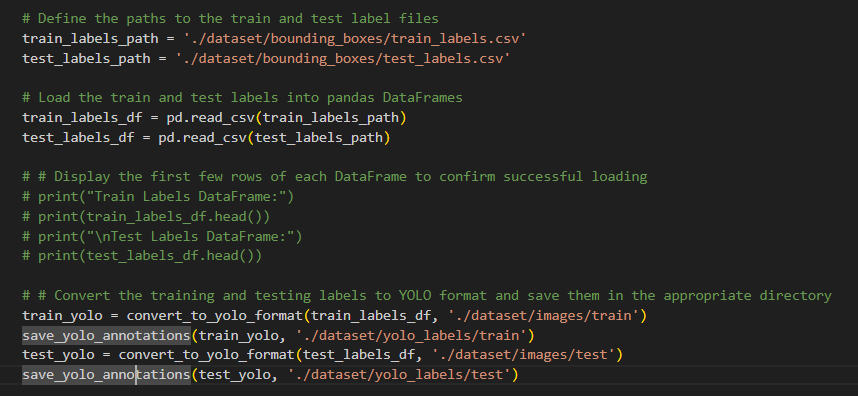 # Define the paths to the train and test label files
train_labels_path = './dataset/bounding_boxes/train_labels.csv'
test_labels_path = './dataset/bounding_boxes/test_labels.csv'
# Load the train and test labels into pandas DataFrames
train_labels_df = pd.read_csv(train_labels_path)
test_labels_df = pd.read_csv(test_labels_path)
# # Display the first few rows of each DataFrame to confirm successful loading
# print("Train Labels DataFrame:")
# print(train_labels_df.head())
# print("\nTest Labels DataFrame:")
# print(test_labels_df.head())
# # Convert the training and testing labels to YOLO format and save them in the appropriate directory
train_yolo = convert_to_yolo_format(train_labels_df, './dataset/images/train')
save_yolo_annotations(train_yolo, './dataset/yolo_labels/train')
test_yolo = convert_to_yolo_format(test_labels_df, './dataset/images/test')
save_yolo_annotations(test_yolo, './dataset/yolo_labels/test')